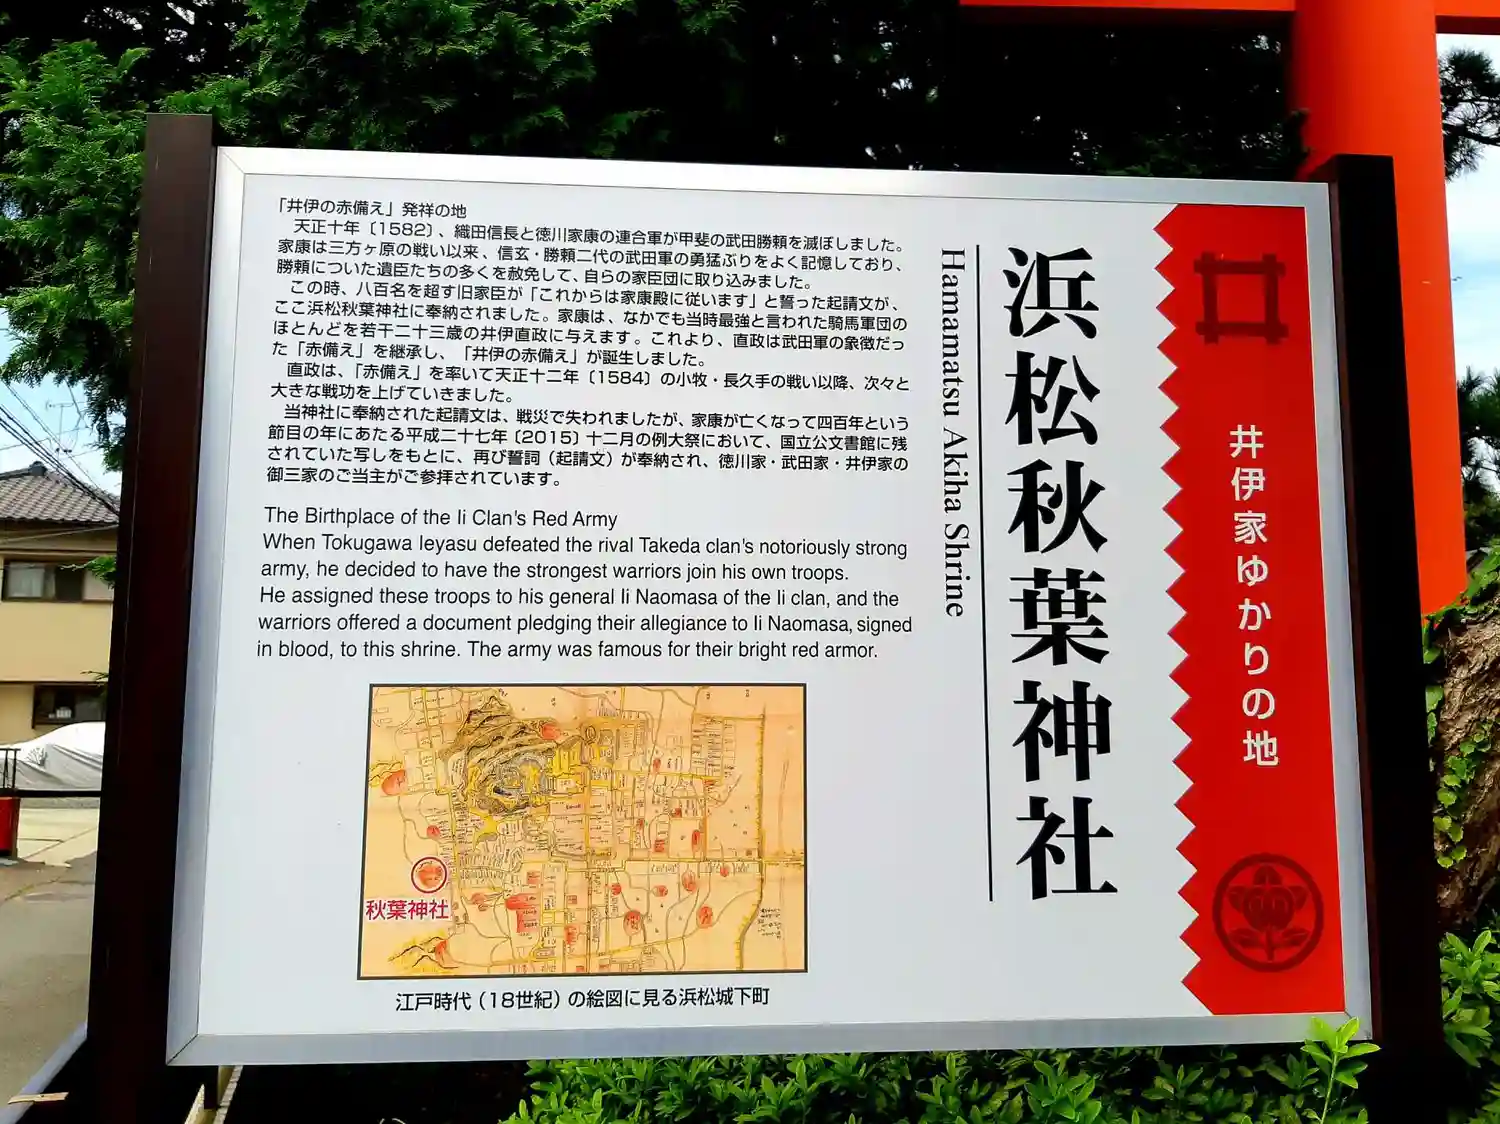 井伊家ゆかりの地
浜松秋葉神社
Hamamatsu Akiha Shrine
「井伊の赤備え」発祥の地
天正十年〔1582〕、織田信長と徳川家康の連合軍が甲斐の武田勝頼を滅ぼしました。
家康は三方ヶ原の戦い以来、信玄・勝頼二代の武田軍の勇猛ぶりをよく記憶しており、
勝頼についた遺臣たちの多くを赦免して、自らの家臣団に取り込みました。
この時、八百名を超す旧家臣が「これからは家康殿に従います」と誓った起請文が、
ここ浜松秋葉神社に奉納されました。家康は、なかでも当時最強と言われた騎馬軍団の
ほとんどを若干二十三歳の井伊直政に与えます。これより、直政は武田軍の象徴だっ
た「赤備え」を継承し、「井伊の赤備え」が誕生しました。
直政は、「赤備え」を率いて天正十二年〔1584〕の小牧・長久手の戦い以降、次々と
大きな戦功を上げていきました。
当神社に奉納された起請文は、戦災で失われましたが、家康が亡くなって四百年という
節目の年にあたる平成二十七年〔2015〕十二月の例大祭において、国立公文書館に残
されていた写しをもとに、再び誓詞（起請文）が奉納され、徳川家・武田家・井伊家の
御三家のご当主がご参拝されています。
The Birthplace of the Ii Clan's Red Army
When Tokugawa Ieyasu defeated the rival Takeda clan's notoriously strong
army, he decided to have the strongest warriors join his own troops.
He assigned these troops to his general Ii Naomasa of the Ii clan, and the
warriors offered a document pledging their allegiance to Ii Naomasa, signed
in blood, to this shrine. The army was famous for their bright red armor.
秋葉神社
江戸時代（18世紀）の絵図に見る浜松城下町